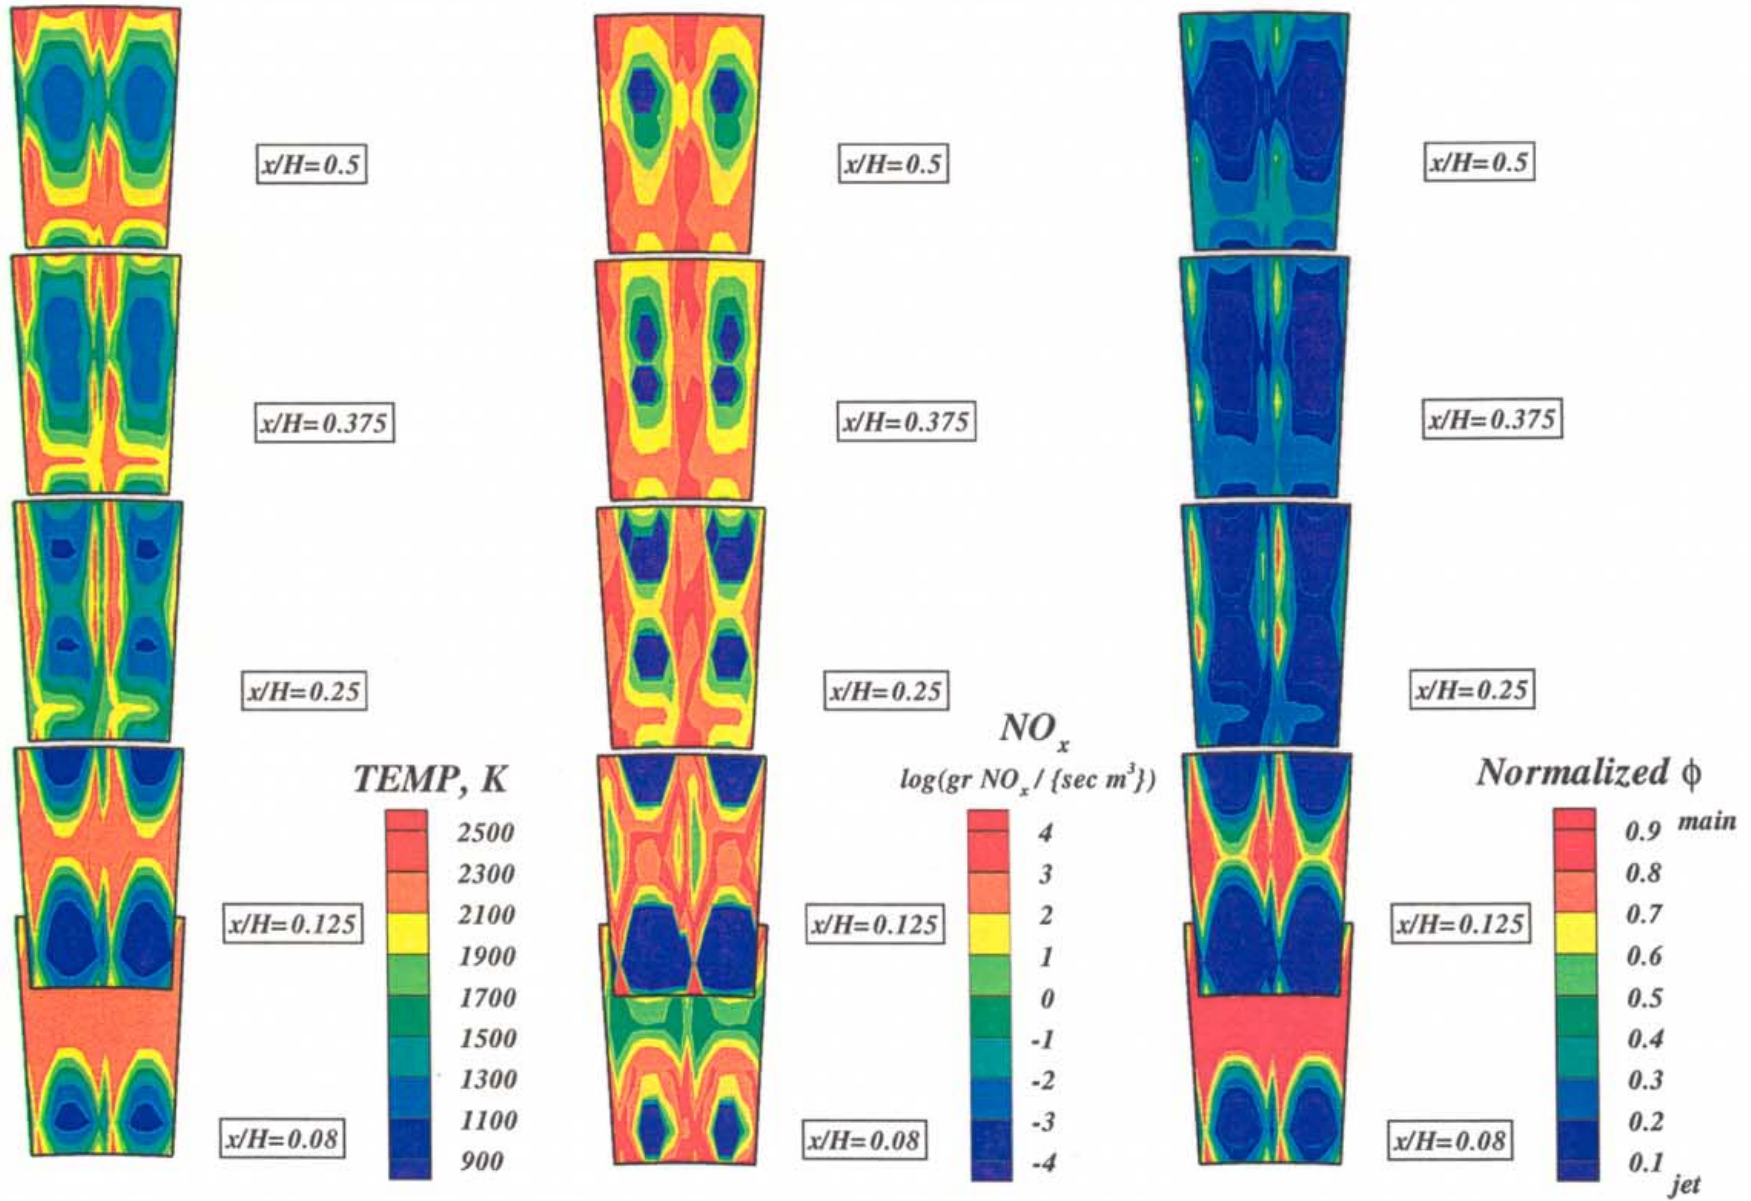 x/H=0.5
x/H=0.5
x/H=0.5
x/H=0.375
x/H=0.375
x/H=0.375
x/H=0.25
x/H=0.25
x/H=0.25
TEMP, K
2500
2300
2100
1900
1700
1500
1300
1100
900
NOx
log(gr NOx / {sec m³})
4
3
2
1
0
-1
-2
-3
-4
Normalized ϕ
0.9 main
0.8
0.7
0.6
0.5
0.4
0.3
0.2
0.1
jet
x/H=0.125
x/H=0.125
x/H=0.125
x/H=0.08
x/H=0.08
x/H=0.08